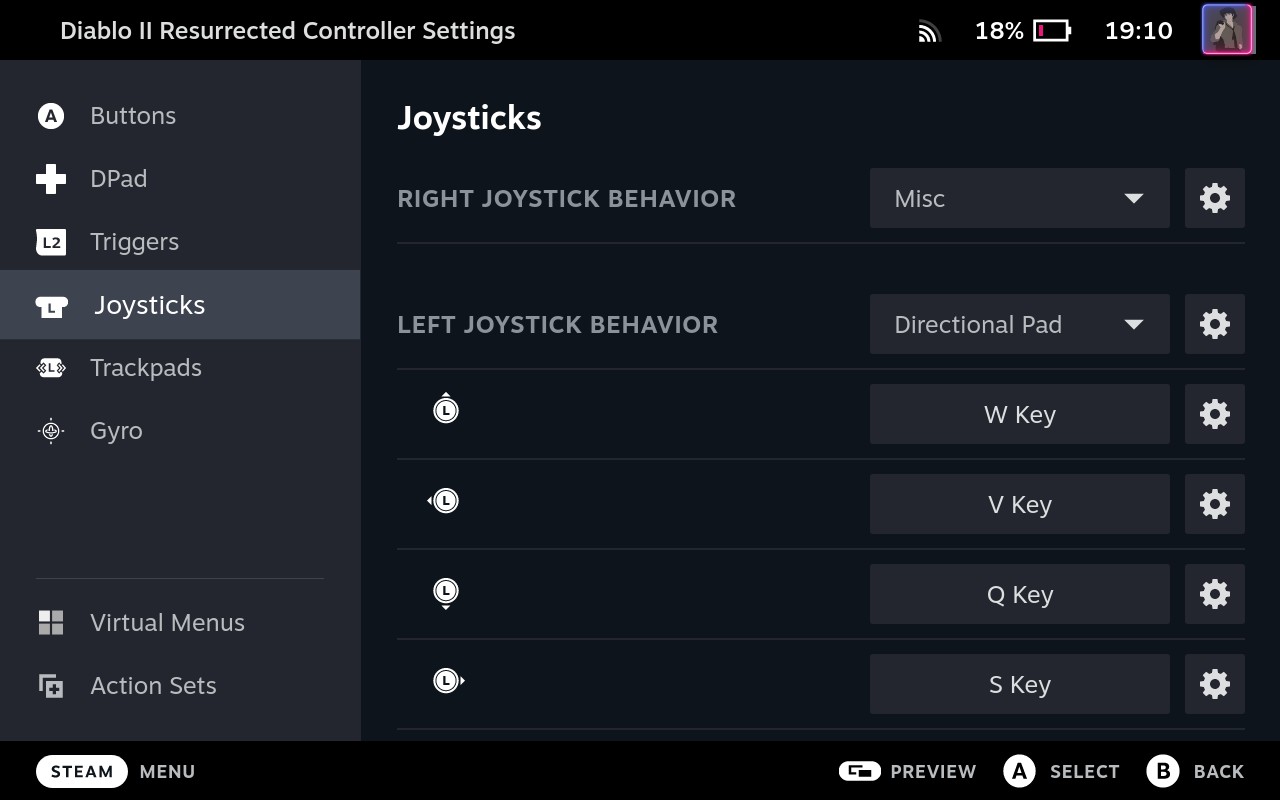 Diablo II Resurrected Controller Settings
18%
19:10
A Buttons
DPad
L2 Triggers
L Joysticks
L Trackpads
Gyro
Virtual Menus
Action Sets
Joysticks
RIGHT JOYSTICK BEHAVIOR Misc
LEFT JOYSTICK BEHAVIOR Directional Pad
L W Key
L V Key
L Q Key
L S Key
STEAM MENU
PREVIEW A SELECT B BACK